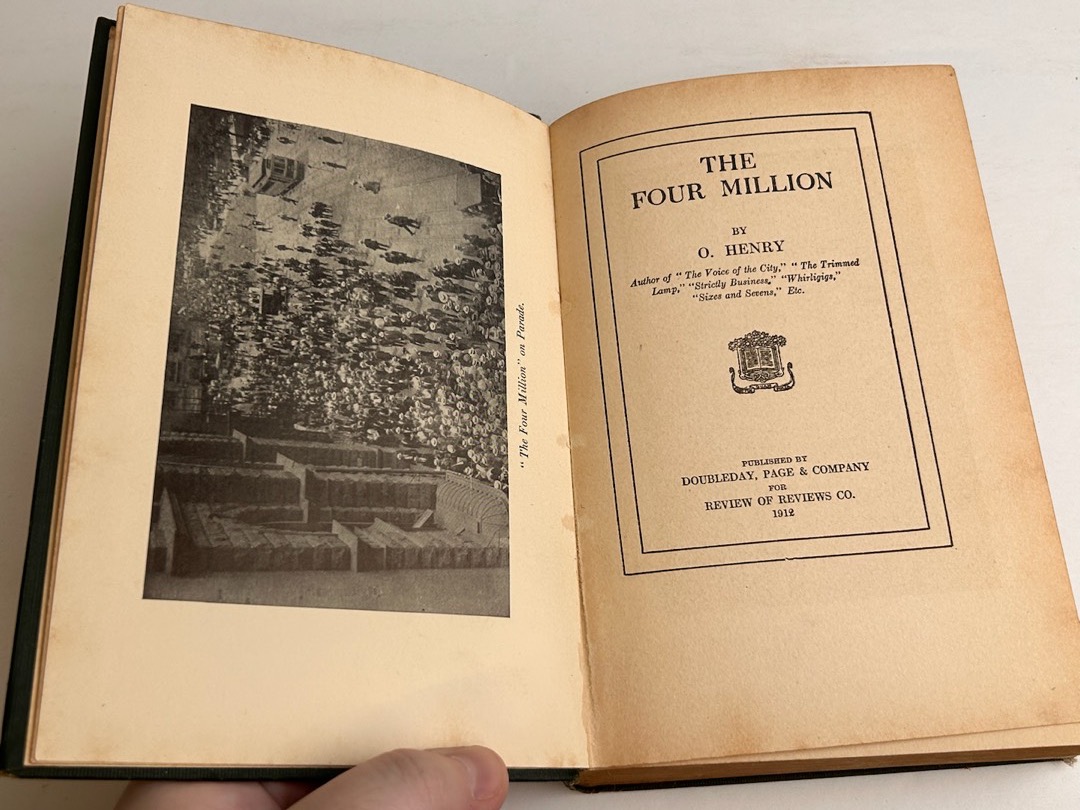 "The Four Million" on Parade.
THE
FOUR MILLION
BY
O. HENRY
Author of "The Voice of the City," "The Trimmed
Lamp," "Strictly Business," "Whirligigs,"
"Sixes and Sevens," Etc.
PUBLISHED BY
DOUBLEDAY, PAGE & COMPANY
FOR
REVIEW OF REVIEWS CO.
1912